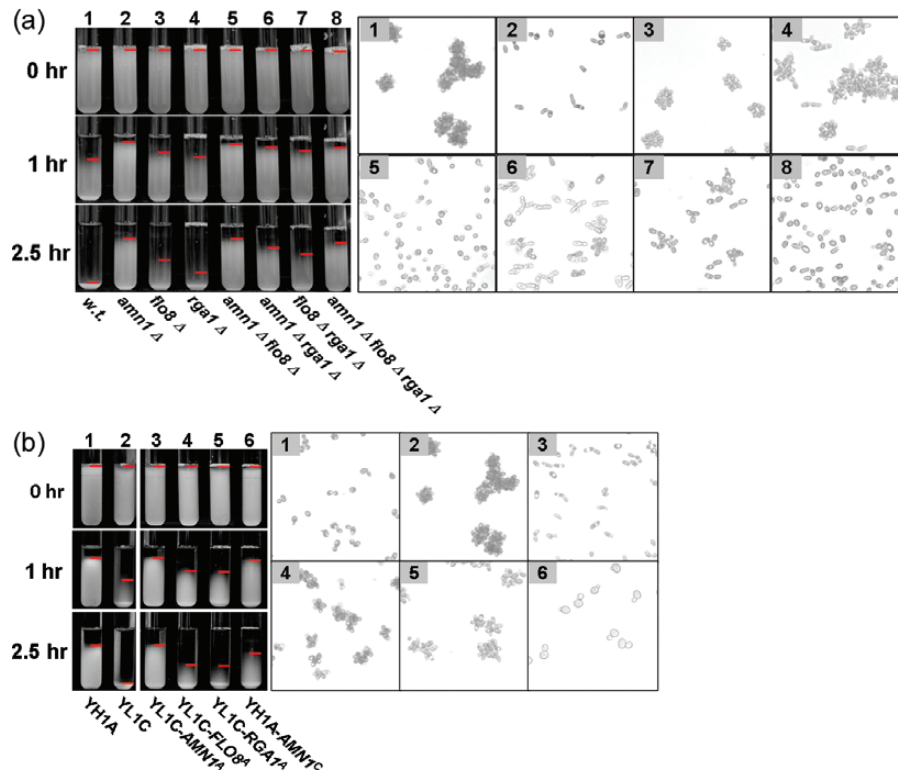 (a)
1 2 3 4 5 6 7 8
0 hr
1 hr
2.5 hr
w.t.
amn1 Δ
flo8 Δ
rga1 Δ
amn1 Δ flo8 Δ
amn1 Δ rga1 Δ
flo8 Δ rga1 Δ
amn1 Δ flo8 Δ rga1 Δ
1 2 3 4
5 6 7 8
(b)
1 2 3 4 5 6
0 hr
1 hr
2.5 hr
YH1A
YL1C
YL1C-AMN1ᴬ
YL1C-FLO8ᴬ
YL1C-RGA1ᴬ
YH1A-AMN1ᶜ
1 2 3
4 5 6